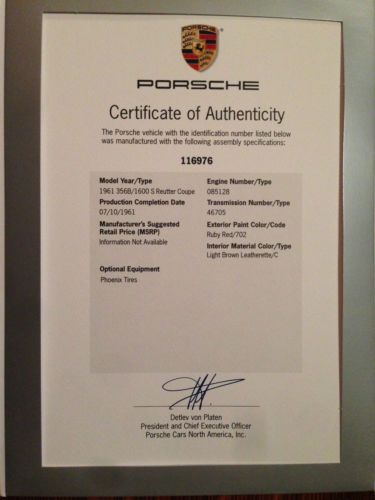 PORSCHE
PORSCHE
Certificate of Authenticity
The Porsche vehicle with the identification number listed below
was manufactured with the following assembly specifications:
116976
Model Year/Type
1961 356B/1600 S Reutter Coupe
Production Completion Date
07/10/1961
Manufacturer's Suggested
Retail Price (MSRP)
Information Not Available
Optional Equipment
Phoenix Tires
Engine Number/Type
085128
Transmission Number/Type
46705
Exterior Paint Color/Code
Ruby Red/702
Interior Material Color/Type
Light Brown Leatherette/C
Detlev von Platen
President and Chief Executive Officer
Porsche Cars North America, Inc.